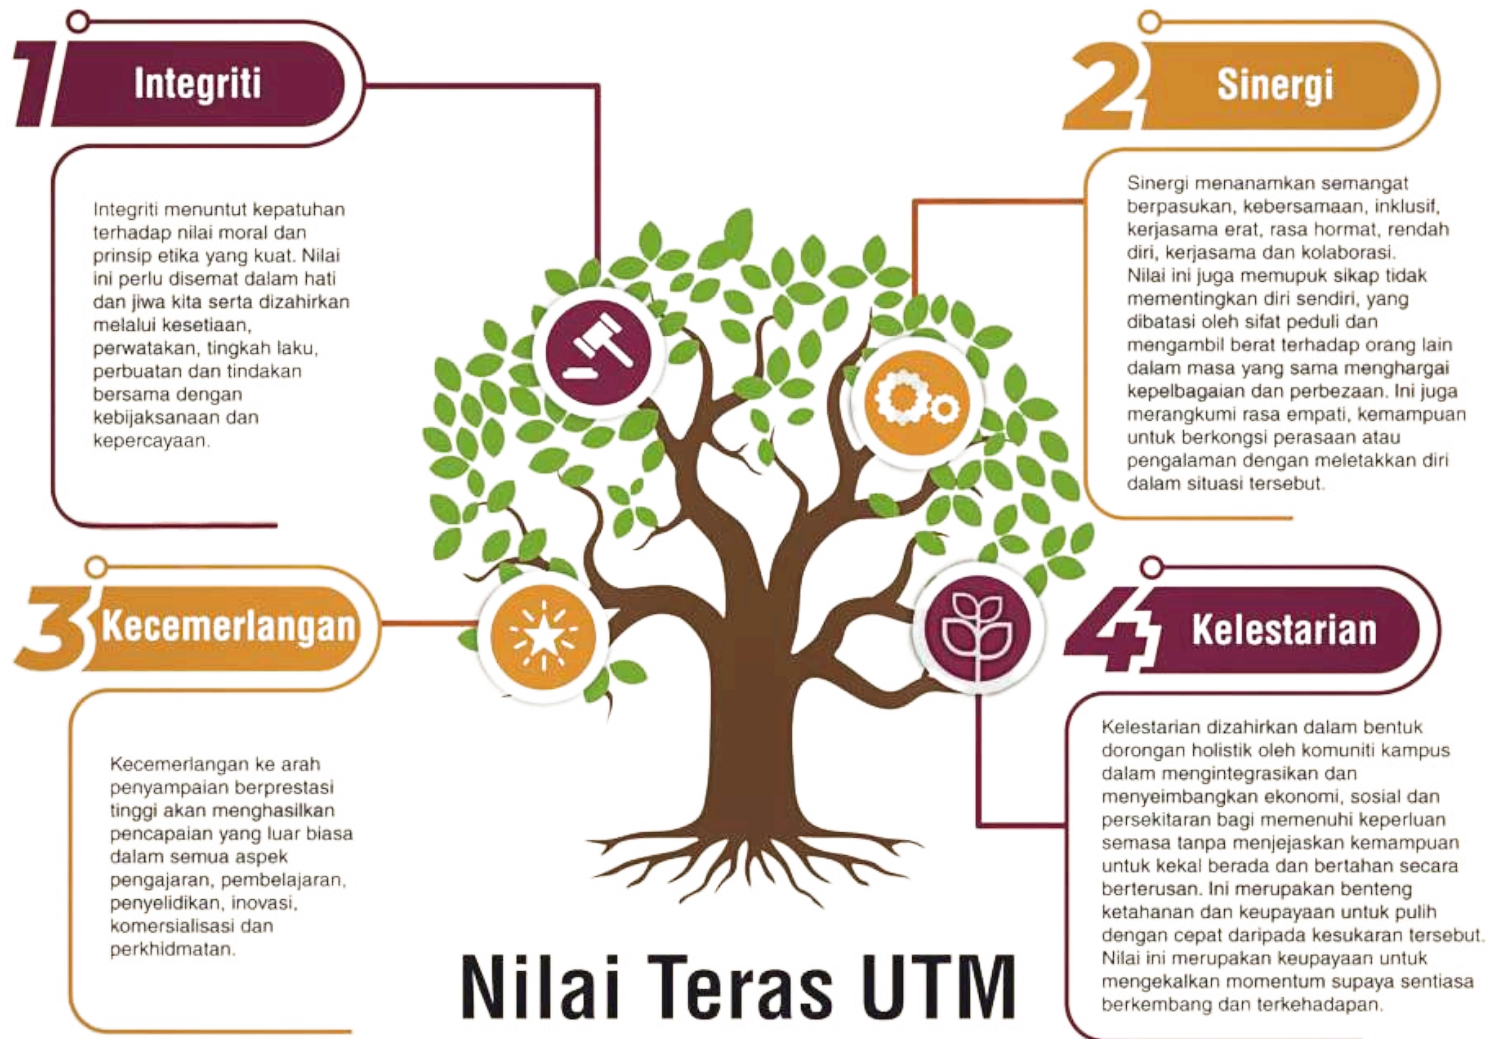 1
Integriti
Integriti menuntut kepatuhan
terhadap nilai moral dan
prinsip etika yang kuat. Nilai
ini perlu disemat dalam hati
dan jiwa kita serta dizahirkan
melalui kesetiaan,
perwatakan, tingkah laku,
perbuatan dan tindakan
bersama dengan
kebijaksanaan dan
kepercayaan.
2
Sinergi
Sinergi menanamkan semangat
berpasukan, kebersamaan, inklusif,
kerjasama erat, rasa hormat, rendah
diri, kerjasama dan kolaborasi.
Nilai ini juga memupuk sikap tidak
mementingkan diri sendiri, yang
dibatasi oleh sifat peduli dan
mengambil berat terhadap orang lain
dalam masa yang sama menghargai
kepelbagaian dan perbezaan. Ini juga
merangkumi rasa empati, kemampuan
untuk berkongsi perasaan atau
pengalaman dengan meletakkan diri
dalam situasi tersebut.
3
Kecemerlangan
Kecemerlangan ke arah
penyampaian berprestasi
tinggi akan menghasilkan
pencapaian yang luar biasa
dalam semua aspek
pengajaran, pembelajaran,
penyelidikan, inovasi,
komersialisasi dan
perkhidmatan.
4
Kelestarian
Kelestarian dizahirkan dalam bentuk
dorongan holistik oleh komuniti kampus
dalam mengintegrasikan dan
menyeimbangkan ekonomi, sosial dan
persekitaran bagi memenuhi keperluan
semasa tanpa menjejaskan kemampuan
untuk kekal berada dan bertahan secara
berterusan. Ini merupakan benteng
ketahanan dan keupayaan untuk pulih
dengan cepat daripada kesukaran tersebut.
Nilai ini merupakan keupayaan untuk
mengekalkan momentum supaya sentiasa
berkembang dan terkehadapan.
Nilai Teras UTM